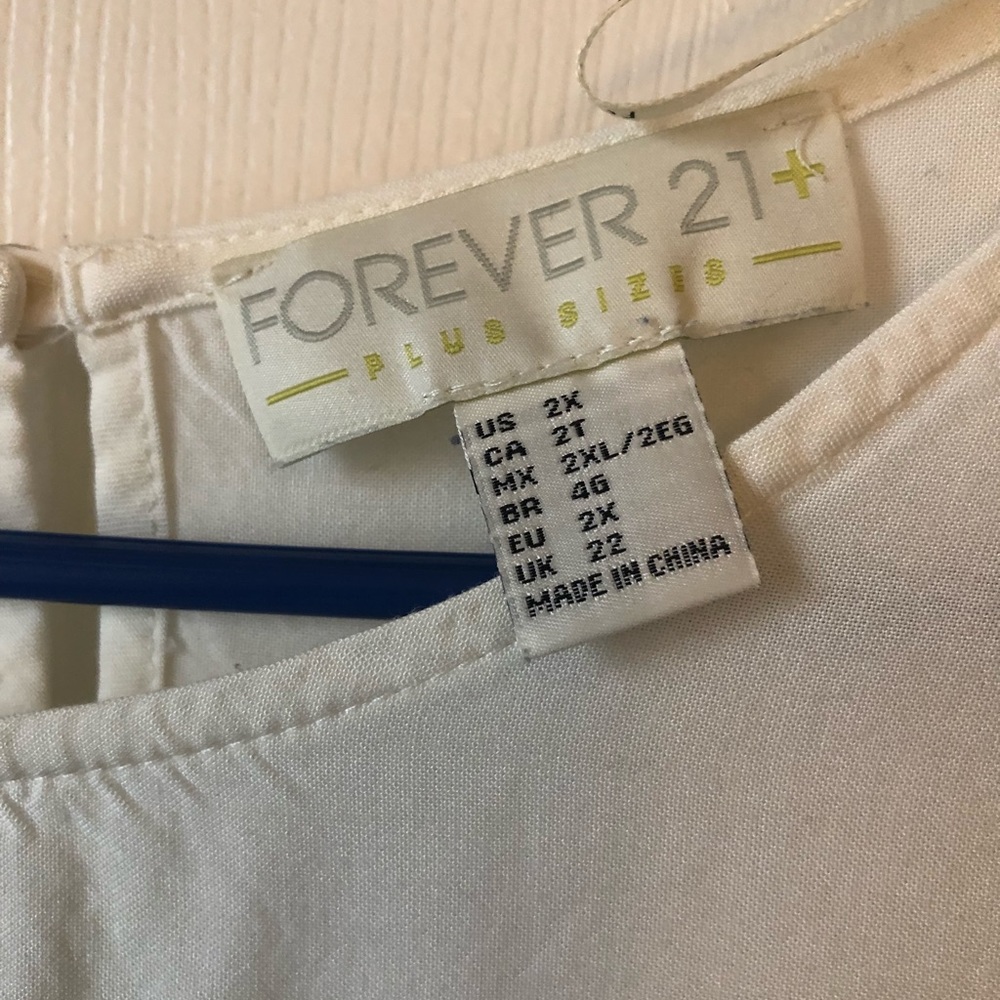 FOREVER 21+
PLUS SIZES
US 2X
CA 2T
MX 2XL/2EG
BR 4G
EU 2X
UK 22
MADE IN CHINA